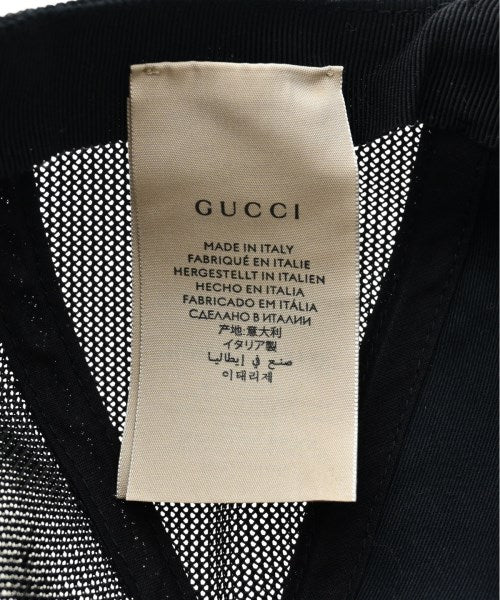 GUCCI
MADE IN ITALY
FABRIQUÉ EN ITALIE
HERGESTELLT IN ITALIEN
HECHO EN ITALIA
FABRICADO EM ITÁLIA
СДЕЛАНО В ИТАЛИИ
产地:意大利
イタリア製
صنع في إيطاليا
이태리제